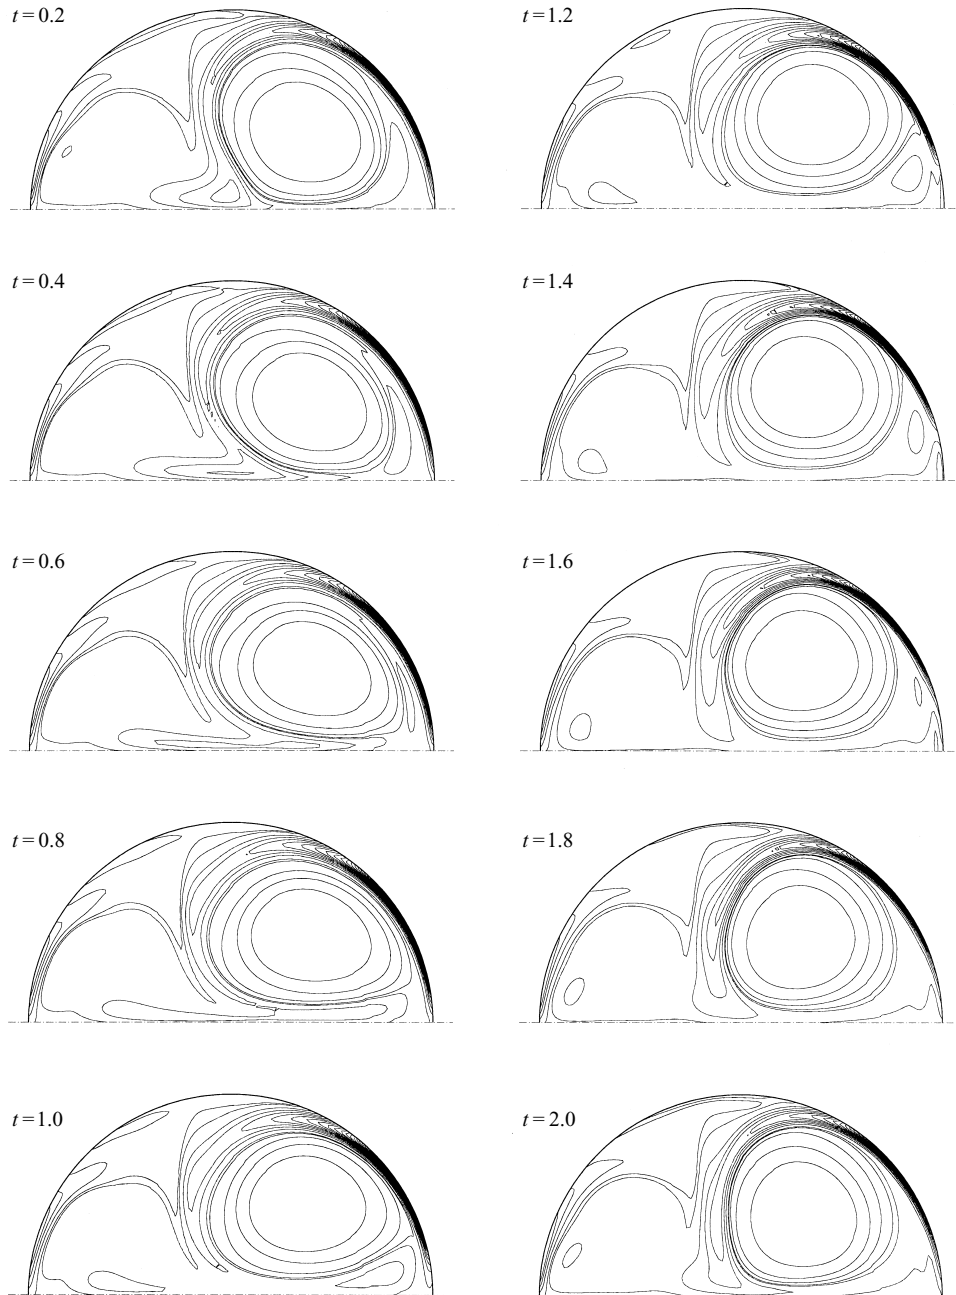 t = 0.2
t = 1.2
t = 0.4
t = 1.4
t = 0.6
t = 1.6
t = 0.8
t = 1.8
t = 1.0
t = 2.0